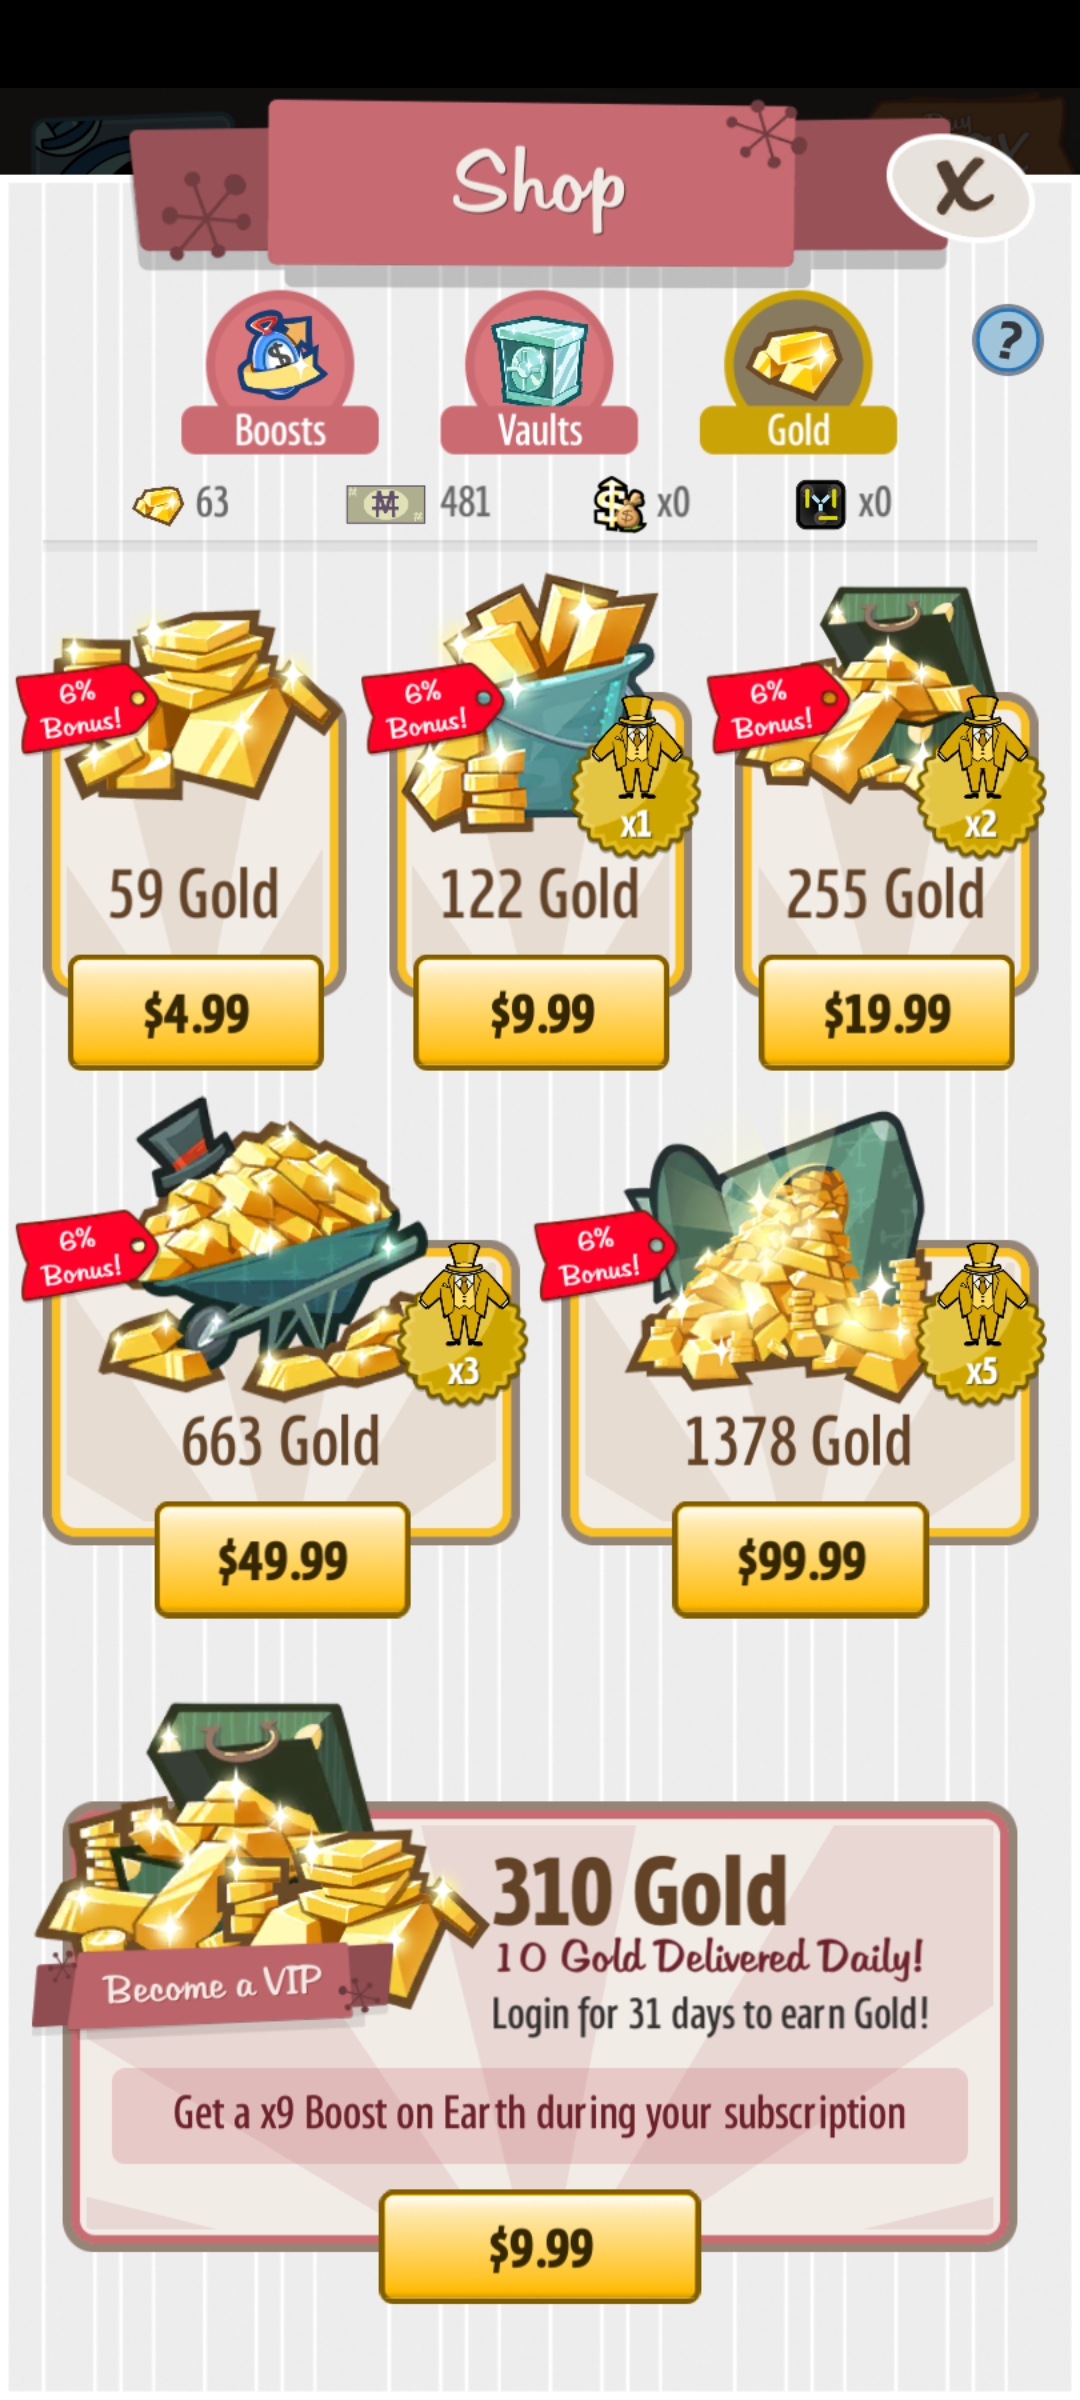 Shop
X
Boosts
Vaults
Gold
?
63
481
x0
x0
6%
Bonus!
6%
Bonus!
x1
6%
Bonus!
x2
59 Gold
122 Gold
255 Gold
$4.99
$9.99
$19.99
6%
Bonus!
x3
6%
Bonus!
x5
663 Gold
1378 Gold
$49.99
$99.99
310 Gold
10 Gold Delivered Daily!
Become a VIP
Login for 31 days to earn Gold!
Get a x9 Boost on Earth during your subscription
$9.99